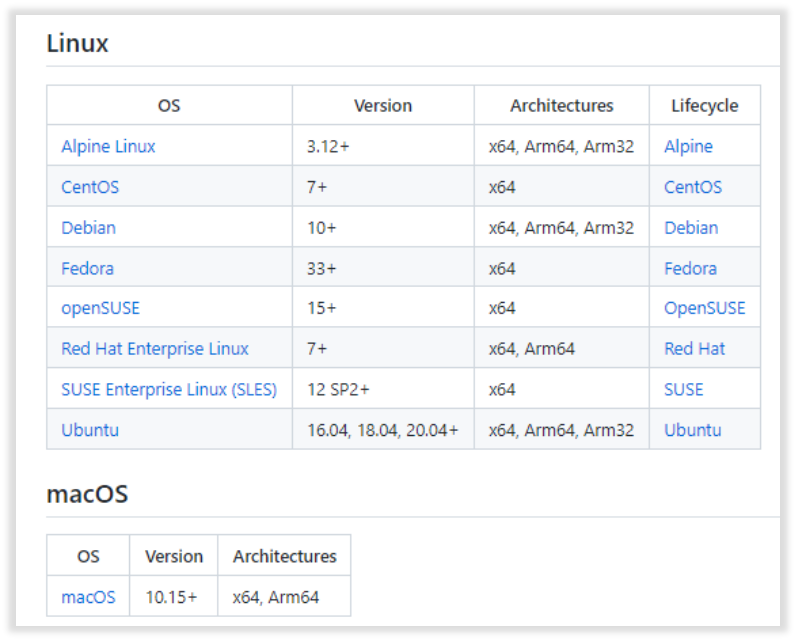 Linux
OS Version Architectures Lifecycle
Alpine Linux 3.12+ x64, Arm64, Arm32 Alpine
CentOS 7+ x64 CentOS
Debian 10+ x64, Arm64, Arm32 Debian
Fedora 33+ x64 Fedora
openSUSE 15+ x64 OpenSUSE
Red Hat Enterprise Linux 7+ x64, Arm64 Red Hat
SUSE Enterprise Linux (SLES) 12 SP2+ x64 SUSE
Ubuntu 16.04, 18.04, 20.04+ x64, Arm64, Arm32 Ubuntu
macOS
OS Version Architectures
macOS 10.15+ x64, Arm64